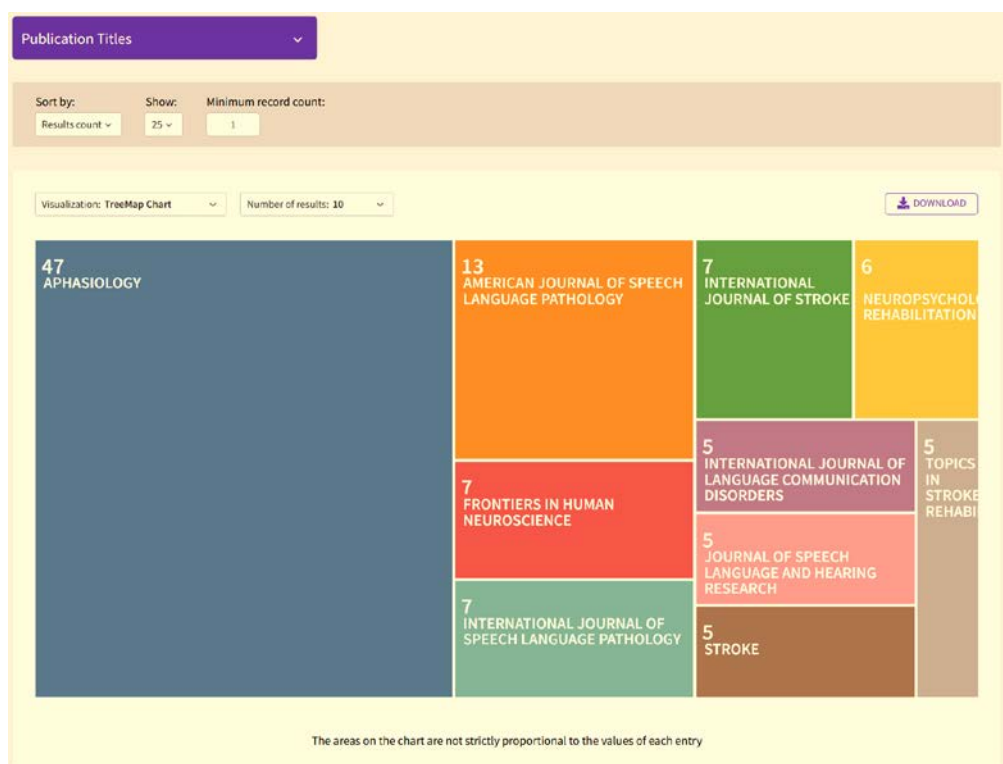 Publication Titles
Sort by:
Show:
Minimum record count:
Results count
25
1
Visualization: TreeMap Chart
Number of results: 10
DOWNLOAD
47
APHASIOLOGY
13
AMERICAN JOURNAL OF SPEECH
LANGUAGE PATHOLOGY
7
FRONTIERS IN HUMAN
NEUROSCIENCE
7
INTERNATIONAL JOURNAL OF
SPEECH LANGUAGE PATHOLOGY
7
INTERNATIONAL
JOURNAL OF STROKE
6
NEUROPSYCHOL
REHABILITATION
5
INTERNATIONAL JOURNAL OF
LANGUAGE COMMUNICATION
DISORDERS
5
JOURNAL OF SPEECH
LANGUAGE AND HEARING
RESEARCH
5
STROKE
5
TOPICS
IN
STROKE
REHABI
The areas on the chart are not strictly proportional to the values of each entry